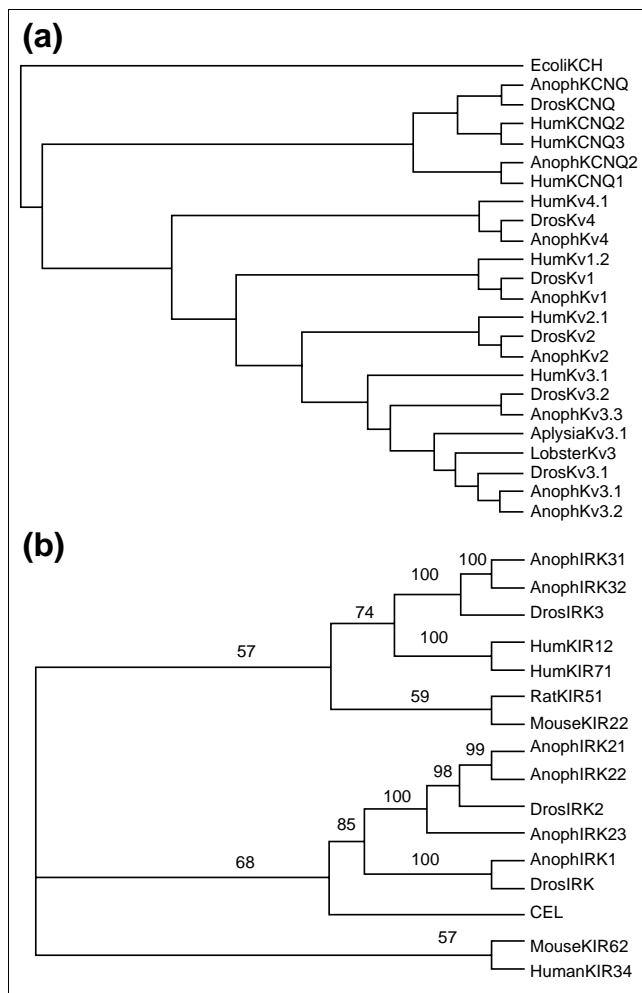 (a)
EcoliKCH
AnophKCNQ
DrosKCNQ
HumKCNQ2
HumKCNQ3
AnophKCNQ2
HumKCNQ1
HumKv4.1
DrosKv4
AnophKv4
HumKv1.2
DrosKv1
AnophKv1
HumKv2.1
DrosKv2
AnophKv2
HumKv3.1
DrosKv3.2
AnophKv3.3
AplysiaKv3.1
LobsterKv3
DrosKv3.1
AnophKv3.1
AnophKv3.2
(b)
100 AnophIRK31
100 AnophIRK32
74 DrosIRK3
57 100 HumKIR12
HumKIR71
59 RatKIR51
MouseKIR22
99 AnophIRK21
98 AnophIRK22
100 DrosIRK2
85 AnophIRK23
68 100 AnophIRK1
DrosIRK
CEL
57 MouseKIR62
HumanKIR34